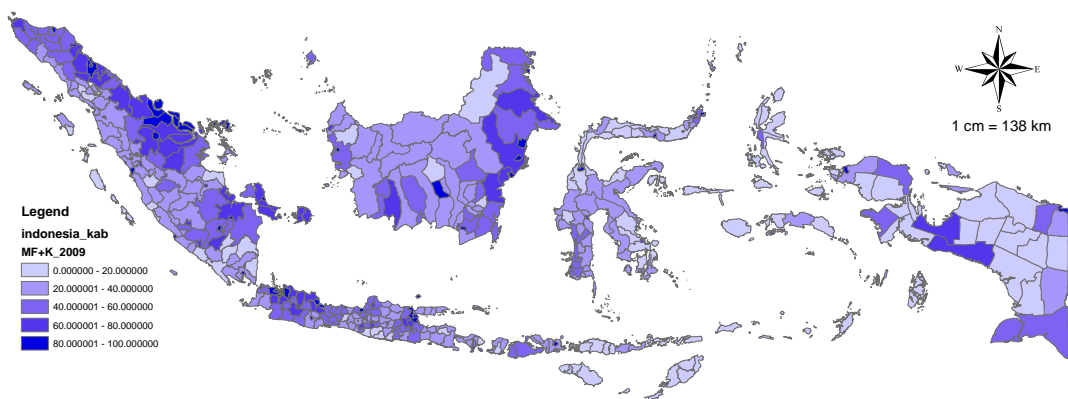 N
W E
S
1 cm = 138 km
Legend
indonesia_kab
MF+K_2009
0.000000 - 20.000000
20.000001 - 40.000000
40.000001 - 60.000000
60.000001 - 80.000000
80.000001 - 100.000000